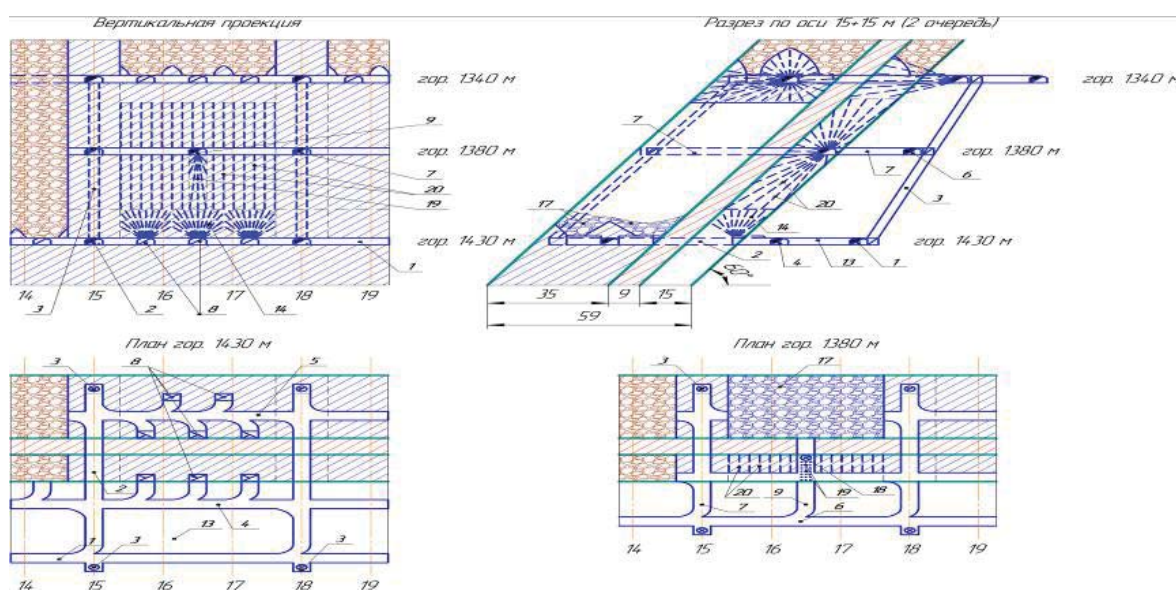 Вертикальная проекция
гор. 1340 м
9
гор. 1380 м
7
20
19
гор. 1430 м
1
14 15 16 17 18 19
3 2 8 14
Разрез по оси 15+15 м (2 очередь)
гор. 1340 м
7
гор. 1380 м
7 6
3
17 20
14
гор. 1430 м
2 4 13 1
60°
35 9 15
59
План гор. 1430 м
3 8 5
2
4
13
1 3 3
14 15 16 17 18 19
План гор. 1380 м
3 17
20 19 18
7 9 6
14 15 16 17 18 19